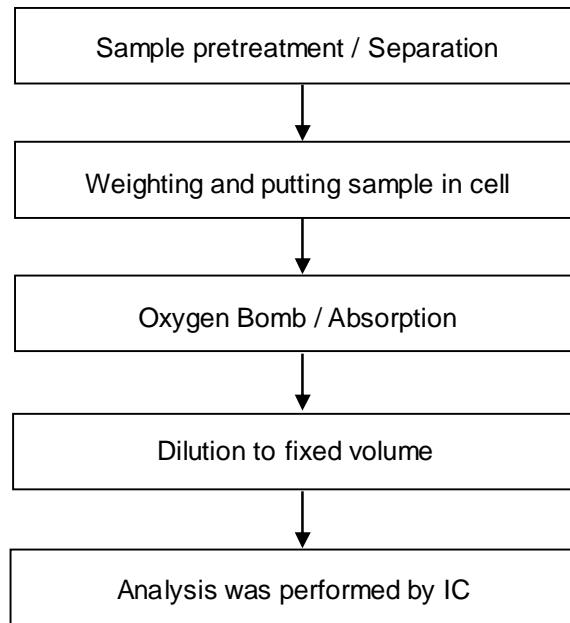 Sample pretreatment / Separation
Weighting and putting sample in cell
Oxygen Bomb / Absorption
Dilution to fixed volume
Analysis was performed by IC